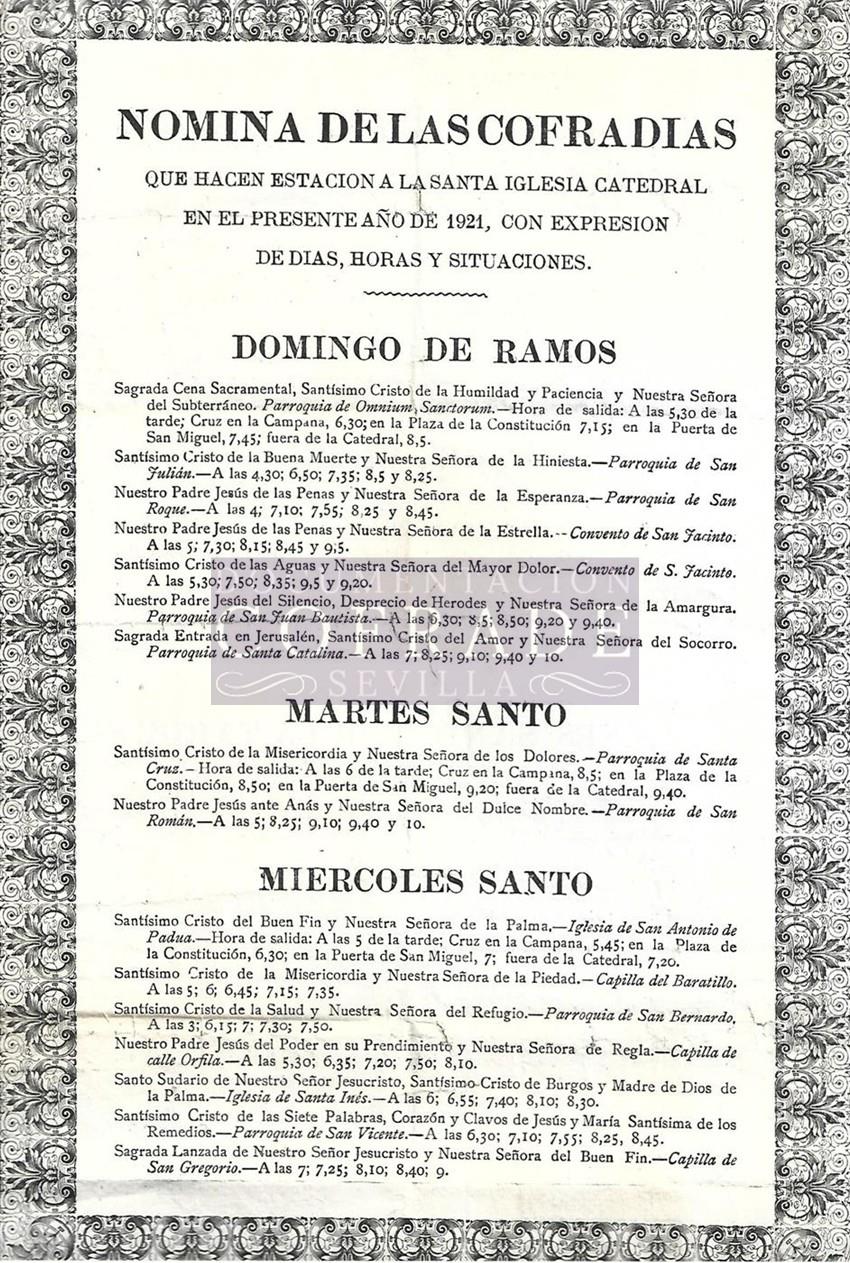 NOMINA DE LAS COFRADIAS
QUE HACEN ESTACION A LA SANTA IGLESIA CATEDRAL
EN EL PRESENTE AÑO DE 1921, CON EXPRESION
DE DIAS, HORAS Y SITUACIONES.
DOMINGO DE RAMOS
Sagrada Cena Sacramental, Santísimo Cristo de la Humildad y Paciencia y Nuestra Señora
del Subterráneo. Parroquia de Omnium Sanctorum.—Hora de salida: A las 5,30 de la
tarde; Cruz en la Campana, 6,30; en la Plaza de la Constitución 7,15; en la Puerta de
San Miguel, 7,45; fuera de la Catedral, 8,5.
Santísimo Cristo de la Buena Muerte y Nuestra Señora de la Hiniesta.—Parroquia de San
Julián.—A las 4,30; 6,50; 7,35; 8,5 y 8,25.
Nuestro Padre Jesús de las Penas y Nuestra Señora de la Esperanza.—Parroquia de San
Roque.—A las 4; 7,10; 7,55; 8,25 y 8,45.
Nuestro Padre Jesús de las Penas y Nuestra Señora de la Estrella.—Convento de San Jacinto.
A las 5; 7,30; 8,15; 8,45 y 9,5.
Santísimo Cristo de las Aguas y Nuestra Señora del Mayor Dolor.—Convento de S. Jacinto.
A las 5,30; 7,50; 8,35; 9,5 y 9,20.
Nuestro Padre Jesús del Silencio, Desprecio de Herodes y Nuestra Señora de la Amargura.
Parroquia de San Juan Bautista.—A las 6,30; 8,5; 8,50; 9,20 y 9,40.
Sagrada Entrada en Jerusalén, Santísimo Cristo del Amor y Nuestra Señora del Socorro.
Parroquia de Santa Catalina.—A las 7; 8,25; 9,10; 9,40 y 10.
DOCUMENTACION
COFRADE
SEVILLA
MARTES SANTO
Santísimo Cristo de la Misericordia y Nuestra Señora de los Dolores.—Parroquia de Santa
Cruz.—Hora de salida: A las 6 de la tarde; Cruz en la Campana, 8,5; en la Plaza de la
Constitución, 8,50; en la Puerta de San Miguel, 9,20; fuera de la Catedral, 9,40.
Nuestro Padre Jesús ante Anás y Nuestra Señora del Dulce Nombre.—Parroquia de San
Román.—A las 5; 8,25; 9,10; 9,40 y 10.
MIERCOLES SANTO
Santísimo Cristo del Buen Fin y Nuestra Señora de la Palma.—Iglesia de San Antonio de
Padua.—Hora de salida: A las 5 de la tarde; Cruz en la Campana, 5,45; en la Plaza de
la Constitución, 6,30; en la Puerta de San Miguel, 7; fuera de la Catedral, 7,20.
Santísimo Cristo de la Misericordia y Nuestra Señora de la Piedad.—Capilla del Baratillo.
A las 5; 6; 6,45; 7,15; 7,35.
Santísimo Cristo de la Salud y Nuestra Señora del Refugio.—Parroquia de San Bernardo.
A las 3; 6,15; 7; 7,30; 7,50.
Nuestro Padre Jesús del Poder en su Prendimiento y Nuestra Señora de Regla.—Capilla de
calle Orfila.—A las 5,30; 6,35; 7,20; 7,50; 8,10.
Santo Sudario de Nuestro Señor Jesucristo, Santísimo Cristo de Burgos y Madre de Dios de
la Palma.—Iglesia de Santa Inés.—A las 6; 6,55; 7,40; 8,10; 8,30.
Santísimo Cristo de las Siete Palabras, Corazón y Clavos de Jesús y María Santísima de los
Remedios.—Parroquia de San Vicente.—A las 6,30; 7,10; 7,55; 8,25, 8,45.
Sagrada Lanzada de Nuestro Señor Jesucristo y Nuestra Señora del Buen Fin.—Capilla de
San Gregorio.—A las 7; 7,25; 8,10; 8,40; 9.